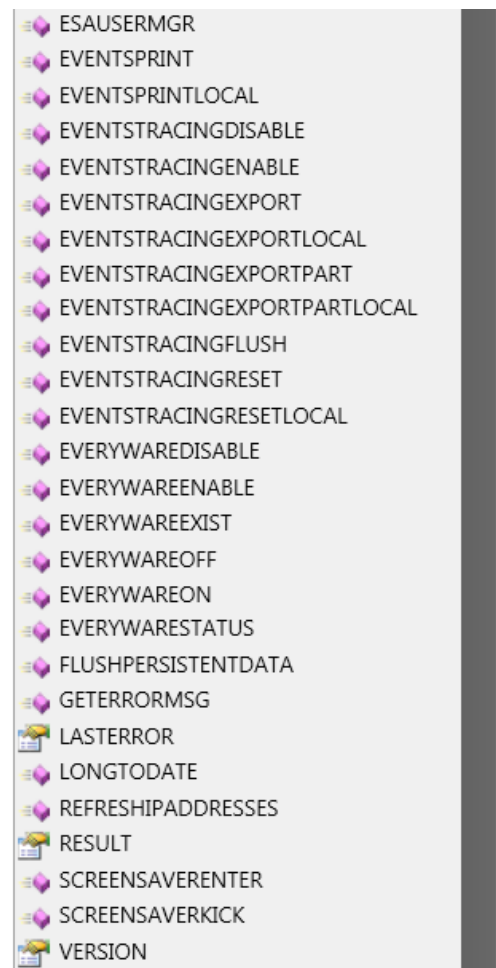 ESAUSERMGR
EVENTSPRINT
EVENTSPRINTLOCAL
EVENTSTRACINGDISABLE
EVENTSTRACINGENABLE
EVENTSTRACINGEXPORT
EVENTSTRACINGEXPORTLOCAL
EVENTSTRACINGEXPORTPART
EVENTSTRACINGEXPORTPARTLOCAL
EVENTSTRACINGFLUSH
EVENTSTRACINGRESET
EVENTSTRACINGRESETLOCAL
EVERYWAREDISABLE
EVERYWAREENABLE
EVERYWAREEXIST
EVERYWAREOFF
EVERYWAREON
EVERYWARESTATUS
FLUSHPERSISTENTDATA
GETERRORMSG
LASTERROR
LONGTODATE
REFRESHIPADDRESSES
RESULT
SCREENSAVERENTER
SCREENSAVERKICK
VERSION